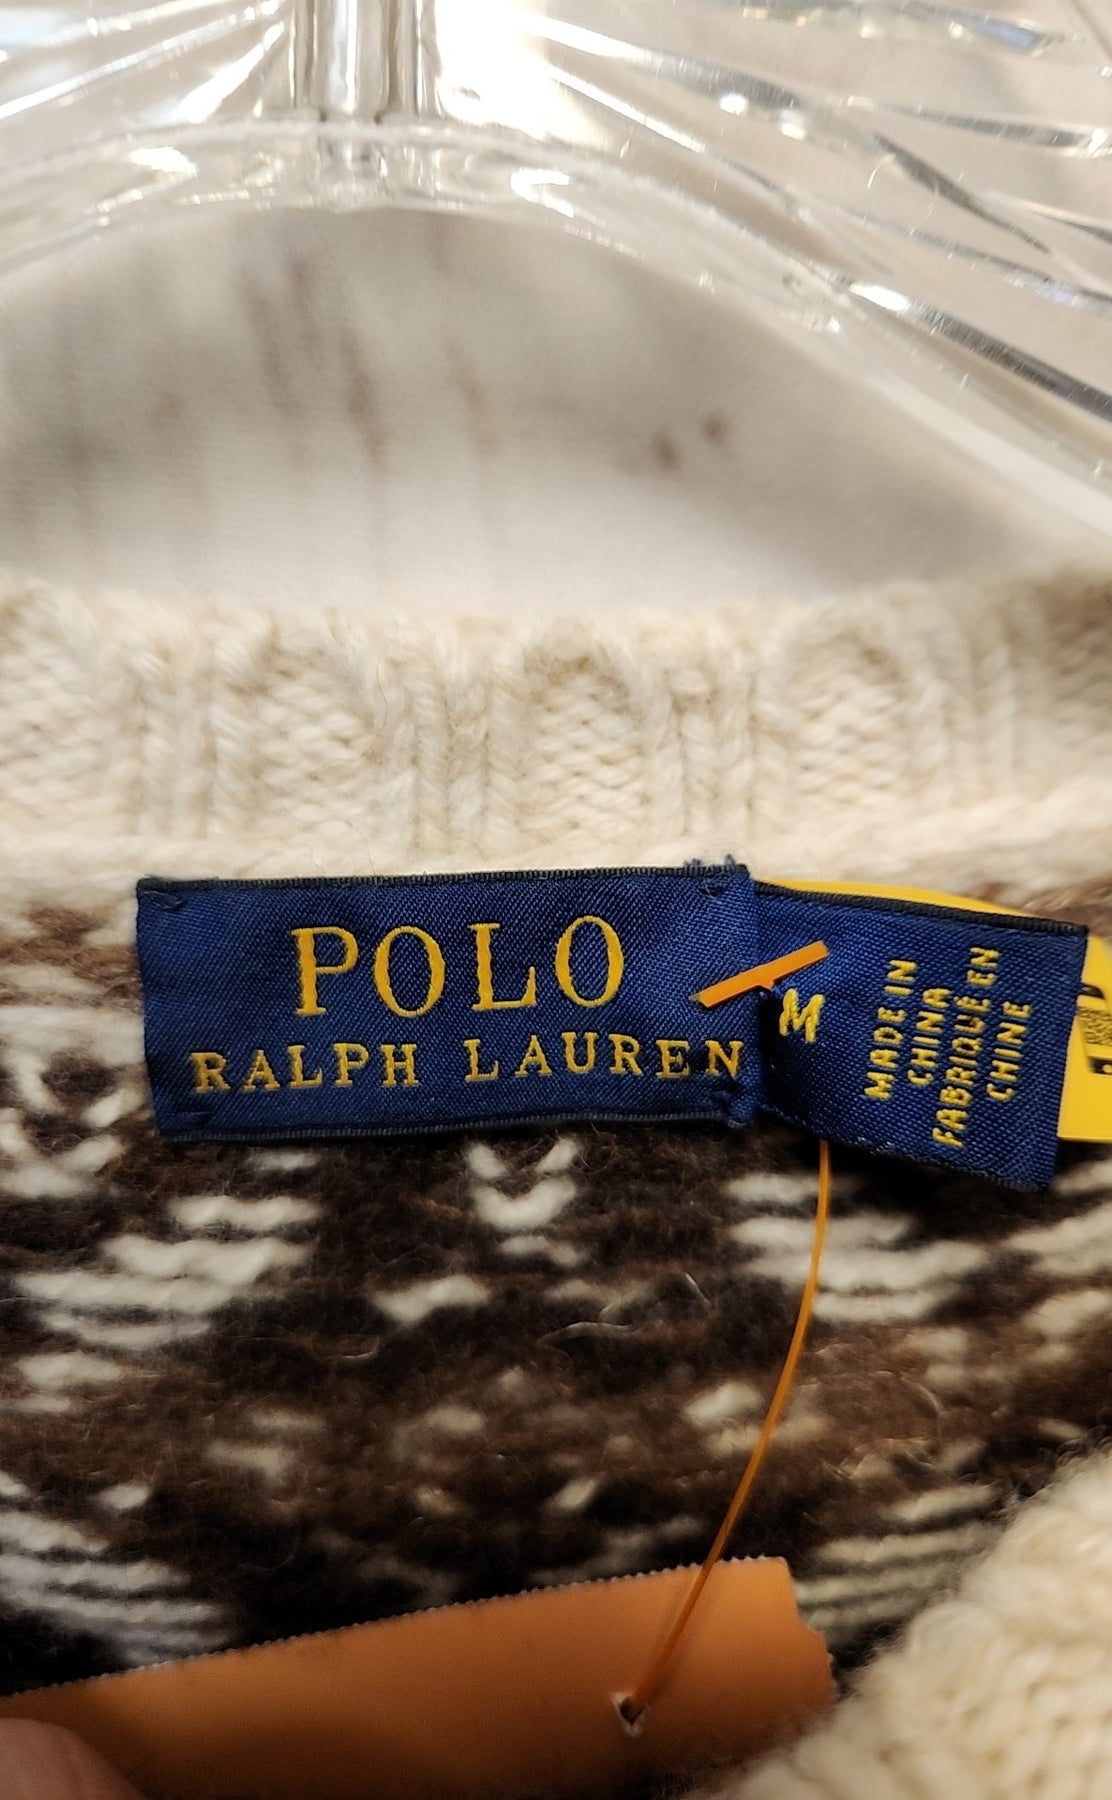 POLO
RALPH LAUREN
M
MADE IN
CHINA
FABRIQUÉ EN
CHINE